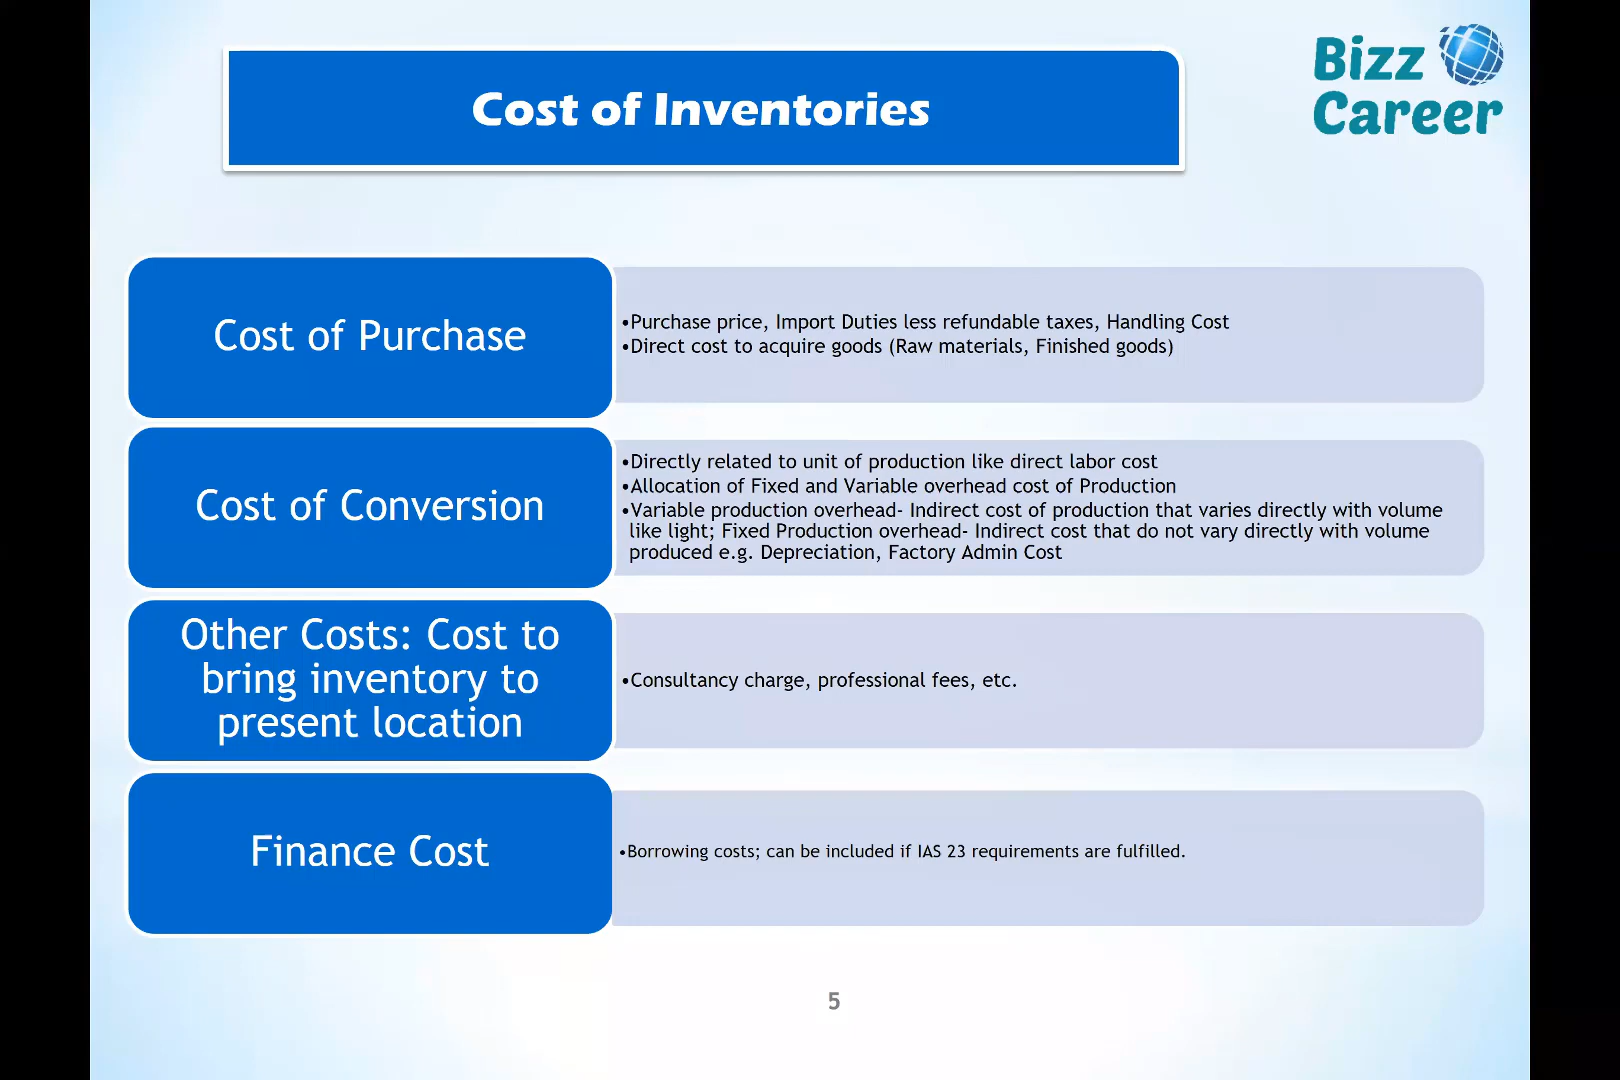 Bizz
Career
Cost of Inventories
Cost of Purchase
•Purchase price, Import Duties less refundable taxes, Handling Cost
•Direct cost to acquire goods (Raw materials, Finished goods)
Cost of Conversion
•Directly related to unit of production like direct labor cost
•Allocation of Fixed and Variable overhead cost of Production
•Variable production overhead- Indirect cost of production that varies directly with volume
like light; Fixed Production overhead- Indirect cost that do not vary directly with volume
produced e.g. Depreciation, Factory Admin Cost
Other Costs: Cost to
bring inventory to
present location
•Consultancy charge, professional fees, etc.
Finance Cost
•Borrowing costs; can be included if IAS 23 requirements are fulfilled.
5